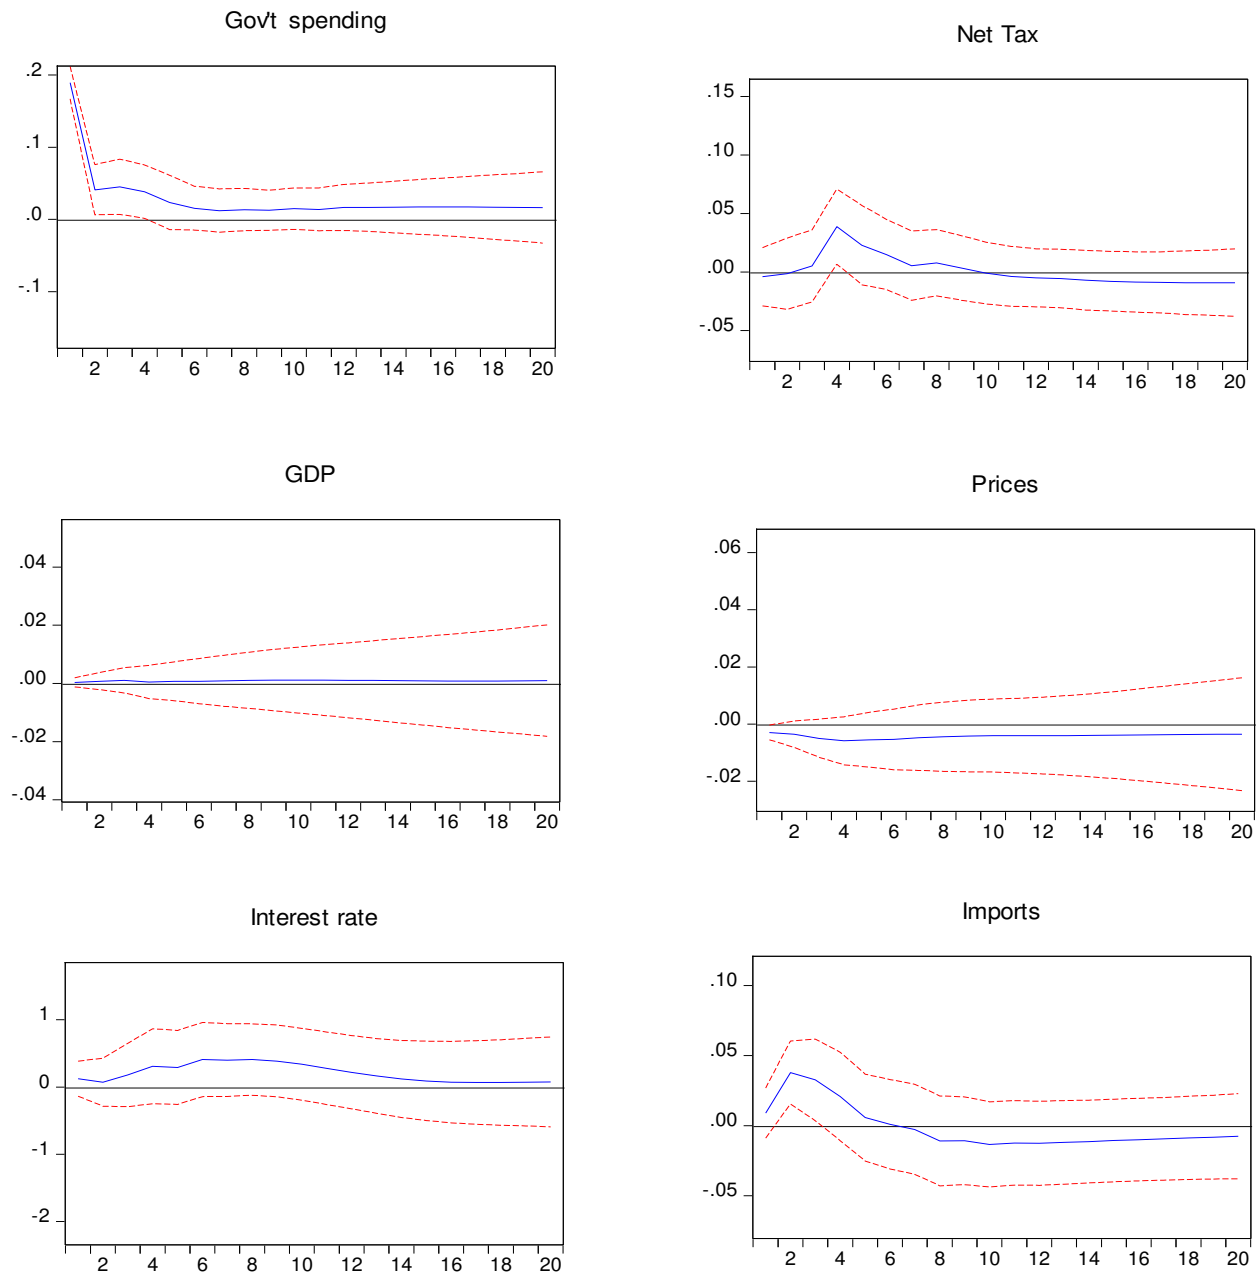 Gov't spending
.2
.1
.0
-.1
2 4 6 8 10 12 14 16 18 20
Net Tax
.15
.10
.05
.00
-.05
2 4 6 8 10 12 14 16 18 20
GDP
.04
.02
.00
-.02
-.04
2 4 6 8 10 12 14 16 18 20
Prices
.06
.04
.02
.00
-.02
2 4 6 8 10 12 14 16 18 20
Interest rate
1
0
-1
-2
2 4 6 8 10 12 14 16 18 20
Imports
.10
.05
.00
-.05
2 4 6 8 10 12 14 16 18 20